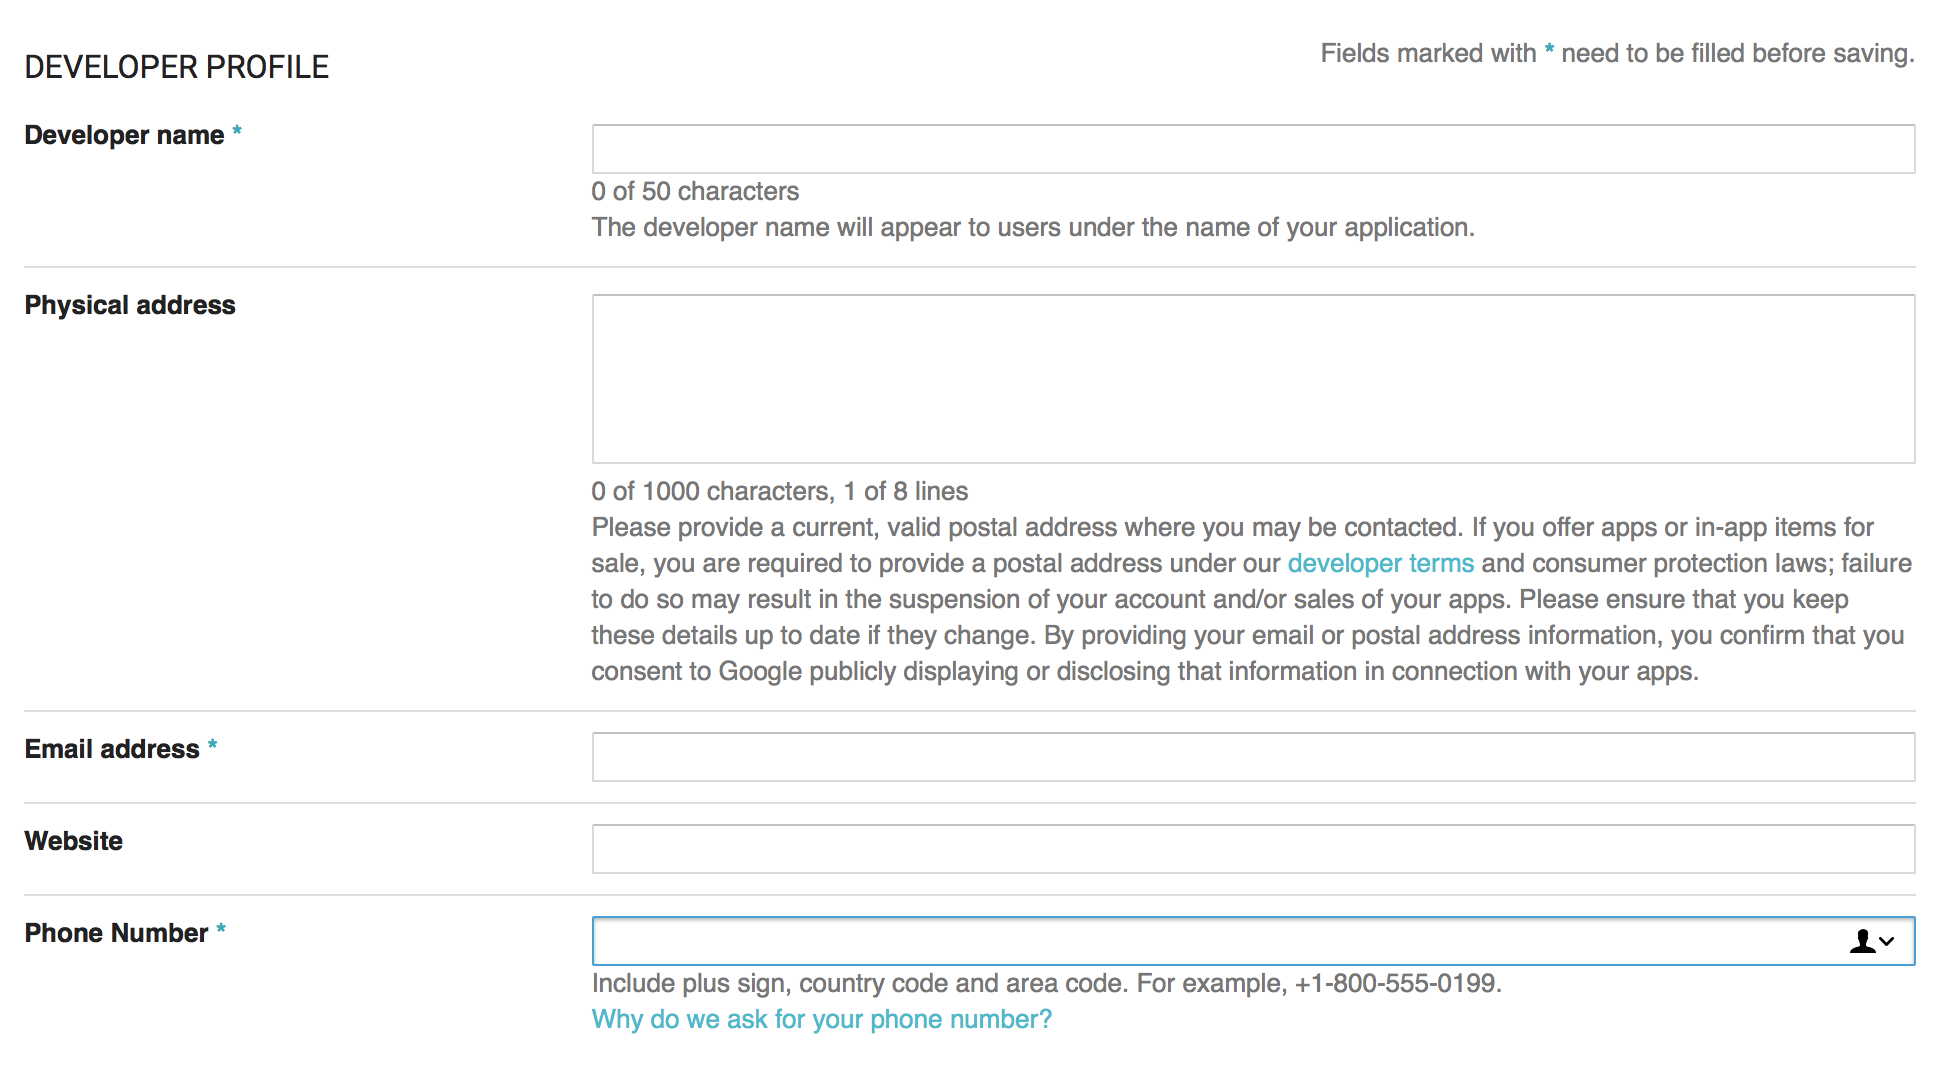 DEVELOPER PROFILE
Fields marked with * need to be filled before saving.
Developer name *
0 of 50 characters
The developer name will appear to users under the name of your application.
Physical address
0 of 1000 characters, 1 of 8 lines
Please provide a current, valid postal address where you may be contacted. If you offer apps or in-app items for
sale, you are required to provide a postal address under our developer terms and consumer protection laws; failure
to do so may result in the suspension of your account and/or sales of your apps. Please ensure that you keep
these details up to date if they change. By providing your email or postal address information, you confirm that you
consent to Google publicly displaying or disclosing that information in connection with your apps.
Email address *
Website
Phone Number *
Include plus sign, country code and area code. For example, +1-800-555-0199.
Why do we ask for your phone number?